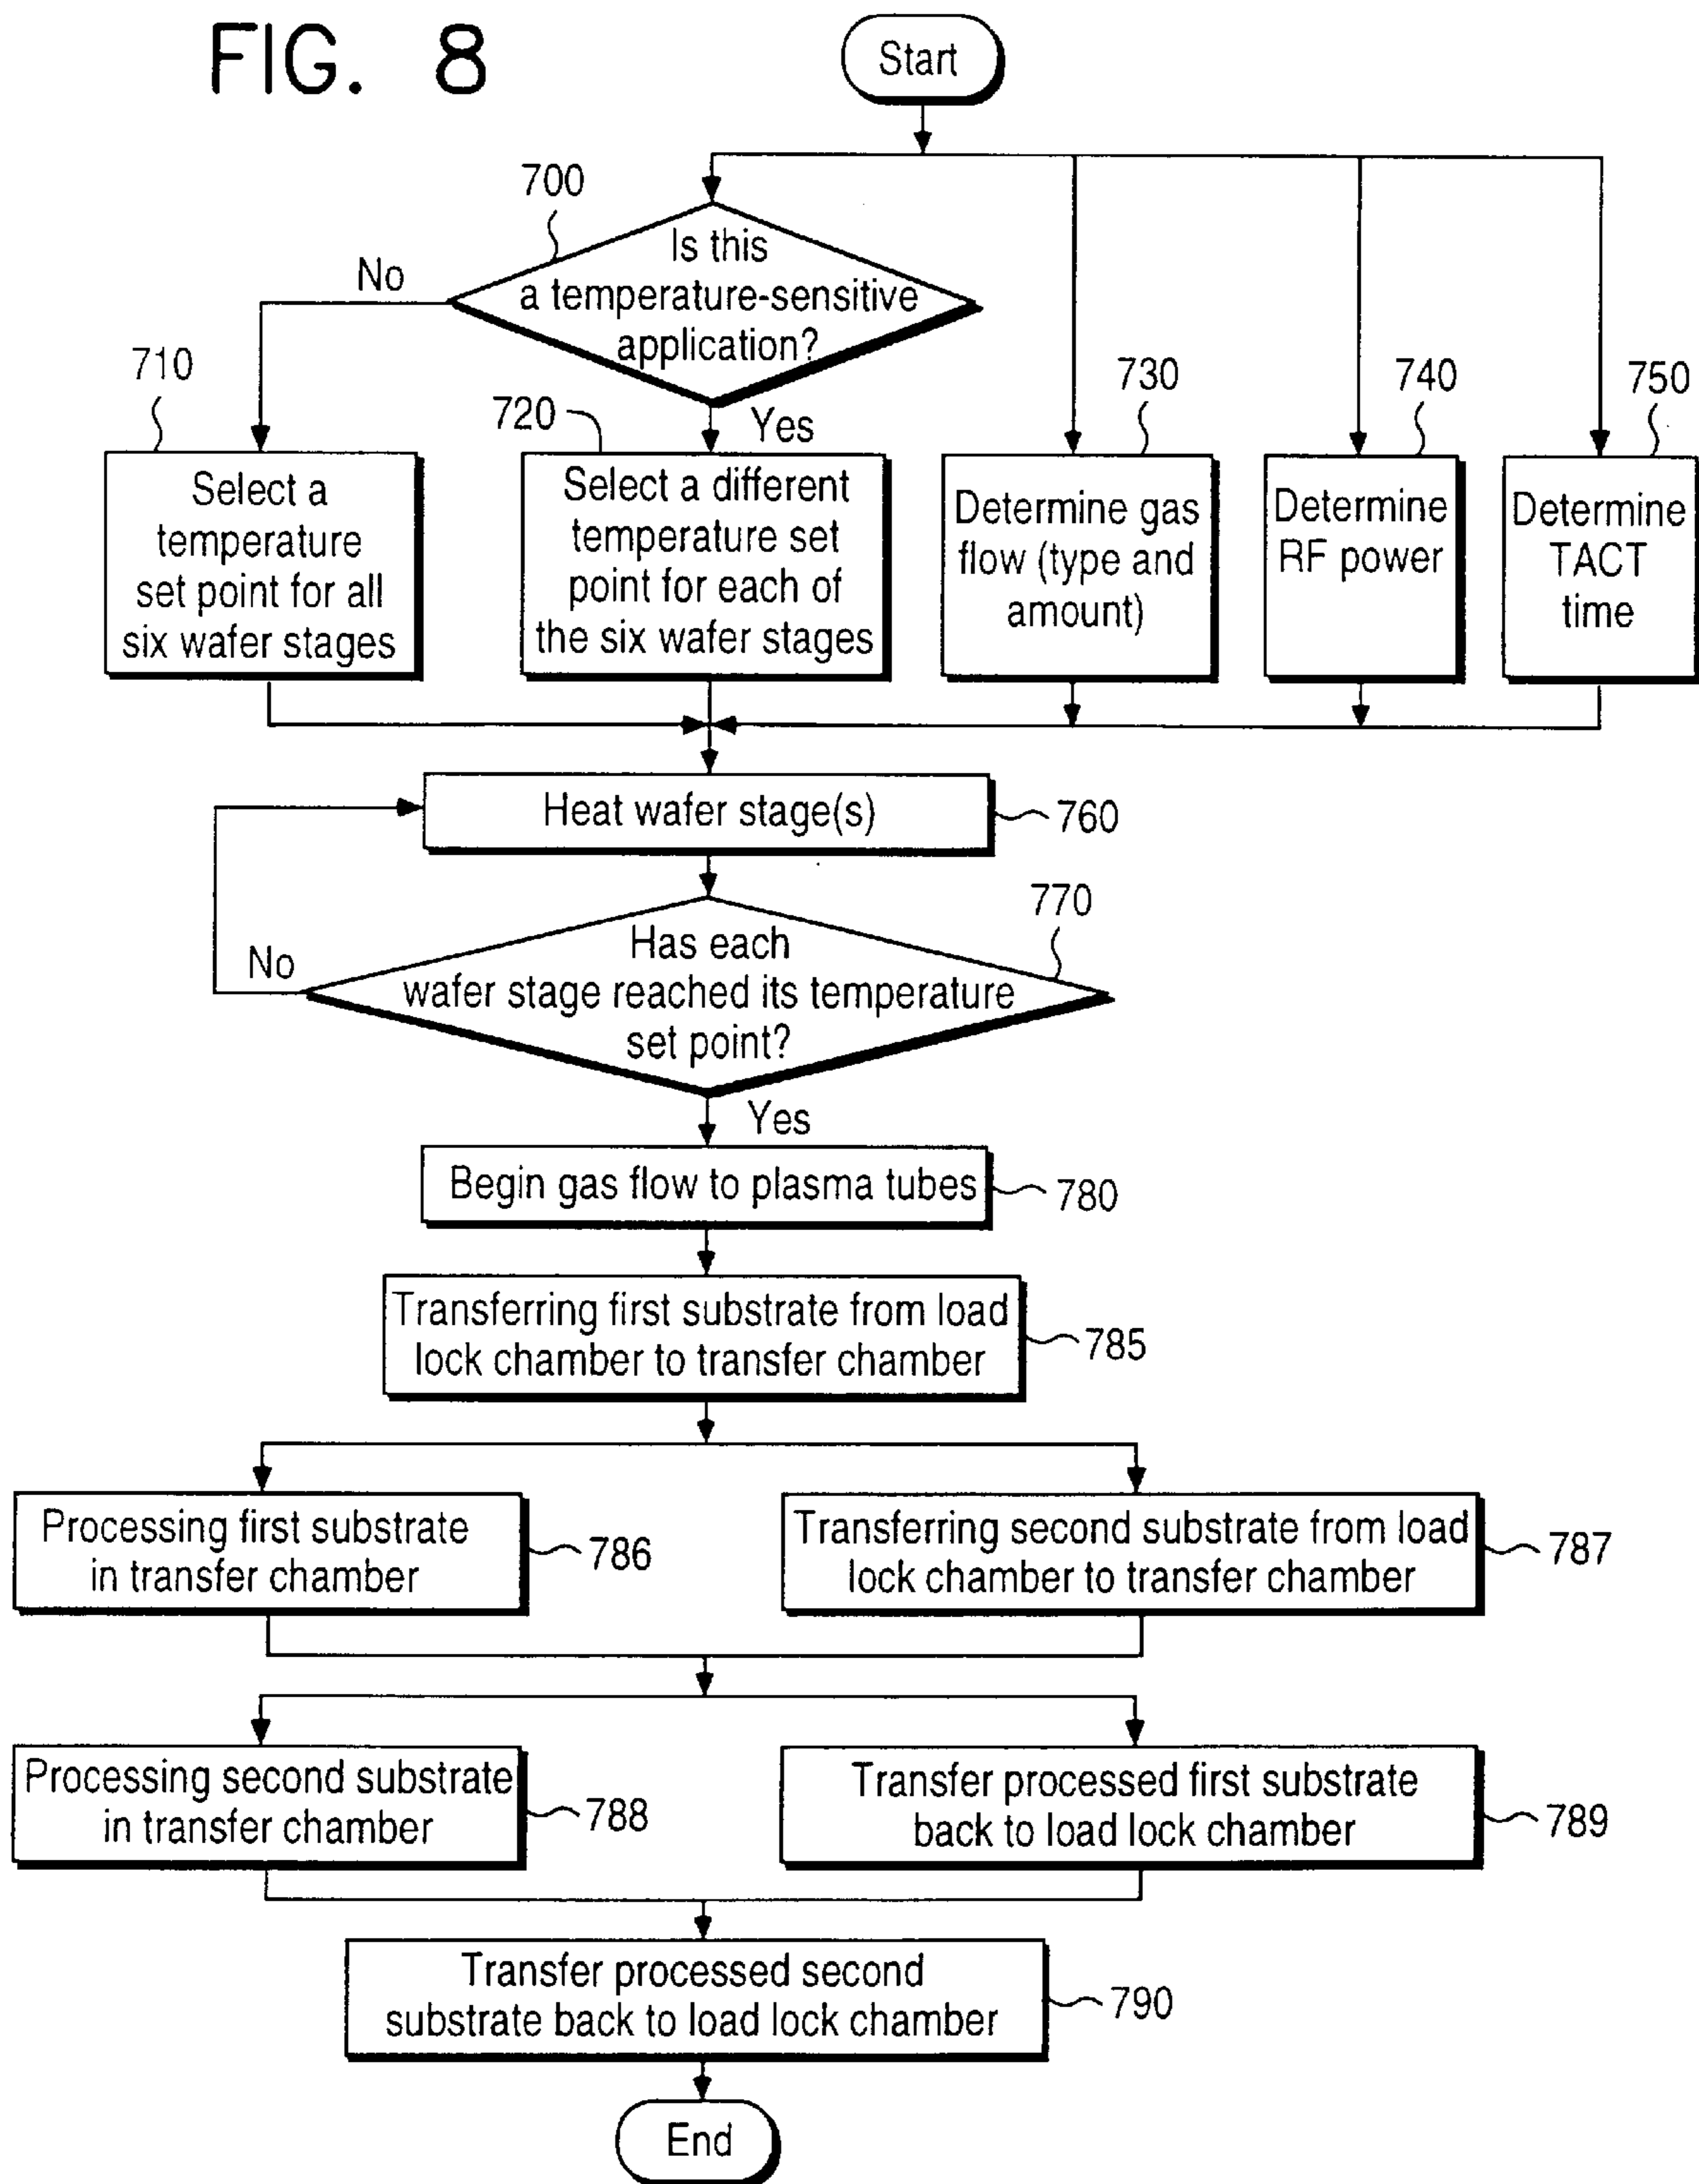 FIG. 8
Start
700
Is this
a temperature-sensitive
application?
No
Yes
710
Select a
temperature
set point for all
six wafer stages
720
Select a different
temperature set
point for each of
the six wafer stages
730
Determine gas
flow (type and
amount)
740
Determine
RF power
750
Determine
TACT
time
Heat wafer stage(s)
760
770
Has each
wafer stage reached its temperature
set point?
No
Yes
Begin gas flow to plasma tubes
780
Transferring first substrate from load
lock chamber to transfer chamber
785
Processing first substrate
in transfer chamber
786
Transferring second substrate from load
lock chamber to transfer chamber
787
Processing second substrate
in transfer chamber
788
Transfer processed first substrate
back to load lock chamber
789
Transfer processed second
substrate back to load lock chamber
790
End